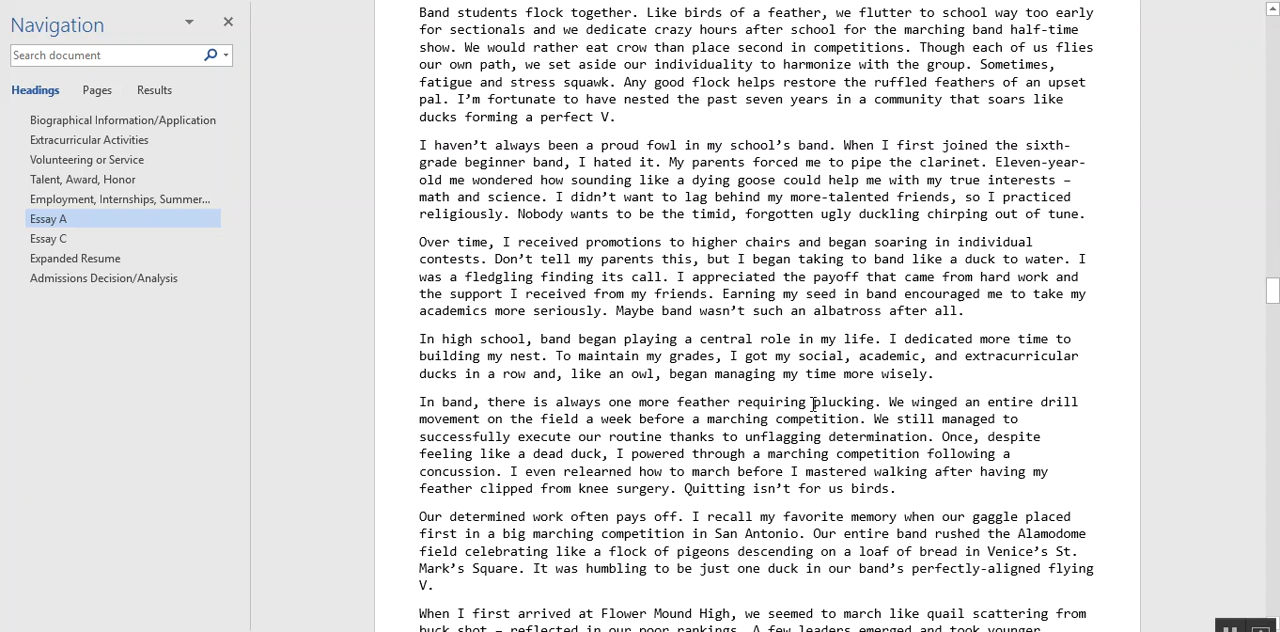 Navigation
Search document
Headings Pages Results
Biographical Information/Application
Extracurricular Activities
Volunteering or Service
Talent, Award, Honor
Employment, Internships, Summer...
Essay A
Essay C
Expanded Resume
Admissions Decision/Analysis
Band students flock together. Like birds of a feather, we flutter to school way too early
for sectionals and we dedicate crazy hours after school for the marching band half-time
show. We would rather eat crow than place second in competitions. Though each of us flies
our own path, we set aside our individuality to harmonize with the group. Sometimes,
fatigue and stress squawk. Any good flock helps restore the ruffled feathers of an upset
pal. I’m fortunate to have nested the past seven years in a community that soars like
ducks forming a perfect V.
I haven’t always been a proud fowl in my school’s band. When I first joined the sixth-
grade beginner band, I hated it. My parents forced me to pipe the clarinet. Eleven-year-
old me wondered how sounding like a dying goose could help me with my true interests –
math and science. I didn’t want to lag behind my more-talented friends, so I practiced
religiously. Nobody wants to be the timid, forgotten ugly duckling chirping out of tune.
Over time, I received promotions to higher chairs and began soaring in individual
contests. Don’t tell my parents this, but I began taking to band like a duck to water. I
was a fledgling finding its call. I appreciated the payoff that came from hard work and
the support I received from my friends. Earning my seed in band encouraged me to take my
academics more seriously. Maybe band wasn’t such an albatross after all.
In high school, band began playing a central role in my life. I dedicated more time to
building my nest. To maintain my grades, I got my social, academic, and extracurricular
ducks in a row and, like an owl, began managing my time more wisely.
In band, there is always one more feather requiring plucking. We winged an entire drill
movement on the field a week before a marching competition. We still managed to
successfully execute our routine thanks to unflagging determination. Once, despite
feeling like a dead duck, I powered through a marching competition following a
concussion. I even relearned how to march before I mastered walking after having my
feather clipped from knee surgery. Quitting isn’t for us birds.
Our determined work often pays off. I recall my favorite memory when our gaggle placed
first in a big marching competition in San Antonio. Our entire band rushed the Alamodome
field celebrating like a flock of pigeons descending on a loaf of bread in Venice’s St.
Mark’s Square. It was humbling to be just one duck in our band’s perfectly-aligned flying
V.
When I first arrived at Flower Mound High, we seemed to march like quail scattering from
buck shot – reflected in our poor rankings. A few leaders emerged and took younger